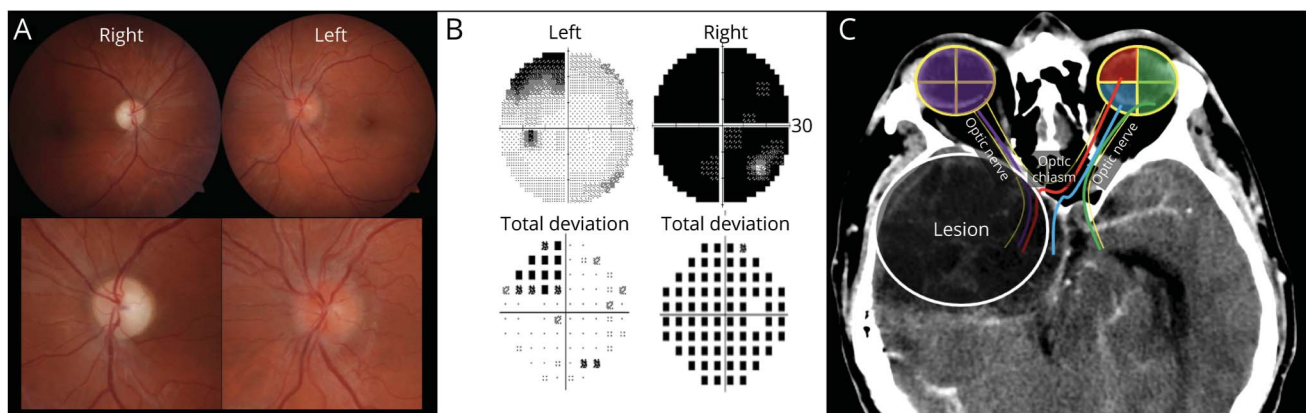 A
Right
Left
B
Left
Right
30
Total deviation
Total deviation
C
Optic nerve
Optic chiasm
Optic nerve
Lesion